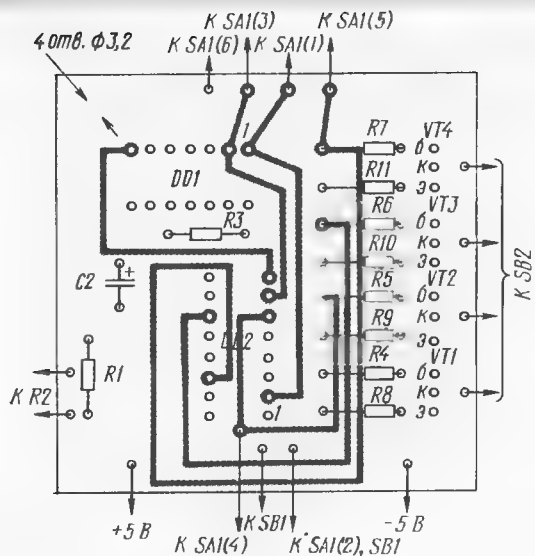 К SA1(3)
К SA1(6)
К SA1(1)
К SA1(5)
4 отв. ф3,2
1
DD1
R7
VT4
б
R11
к
э
R3
R6
VT3
б
R10
к
э
C2
+
R5
VT2
б
DD2
R9
к
э
R1
К R2
R4
VT1
б
к
R8
э
1
К SB2
+5 В
К SB1
-5 В
К SA1(4)
К SA1(2), SB1